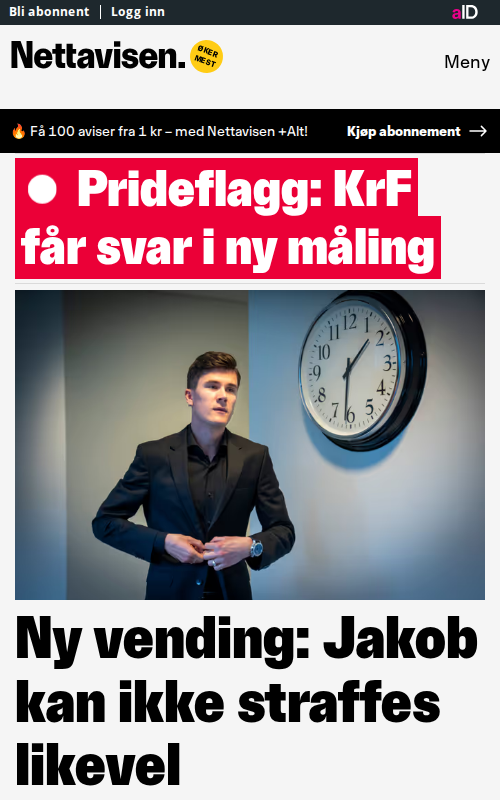 Bli abonnent | Logg inn
aID
Nettavisen.
ØKER
MEST
Meny
🔥 Få 100 aviser fra 1 kr – med Nettavisen +Alt!
Kjøp abonnement →
Prideflagg: KrF
får svar i ny måling
12
1
2
3
5
6
7
8
9
10
Ny vending: Jakob
kan ikke straffes
likevel